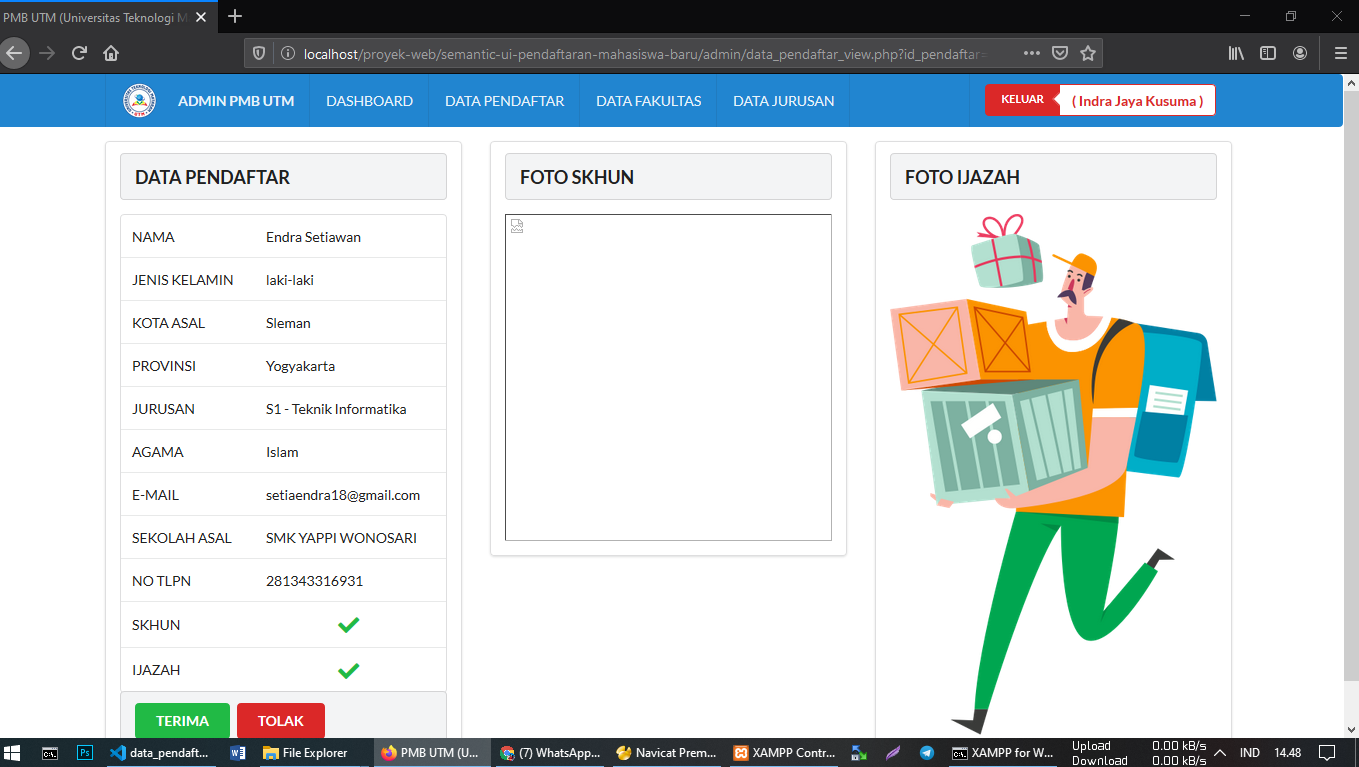 PMB UTM (Universitas Teknologi M
localhost/proyek-web/semantic-ui-pendaftaran-mahasiswa-baru/admin/data_pendaftar_view.php?id_pendaftar=
ADMIN PMB UTM DASHBOARD DATA PENDAFTAR DATA FAKULTAS DATA JURUSAN KELUAR ( Indra Jaya Kusuma )
DATA PENDAFTAR
NAMA Endra Setiawan
JENIS KELAMIN laki-laki
KOTA ASAL Sleman
PROVINSI Yogyakarta
JURUSAN S1 - Teknik Informatika
AGAMA Islam
E-MAIL setiaendra18@gmail.com
SEKOLAH ASAL SMK YAPPI WONOSARI
NO TLPN 281343316931
SKHUN
IJAZAH
TERIMA TOLAK
FOTO SKHUN
FOTO IJAZAH
data_pendaft... File Explorer PMB UTM (U... (7) WhatsApp... Navicat Prem... XAMPP Contr... XAMPP for W...
Upload 0.00 kB/s
Download 0.00 kB/s
IND 14.48